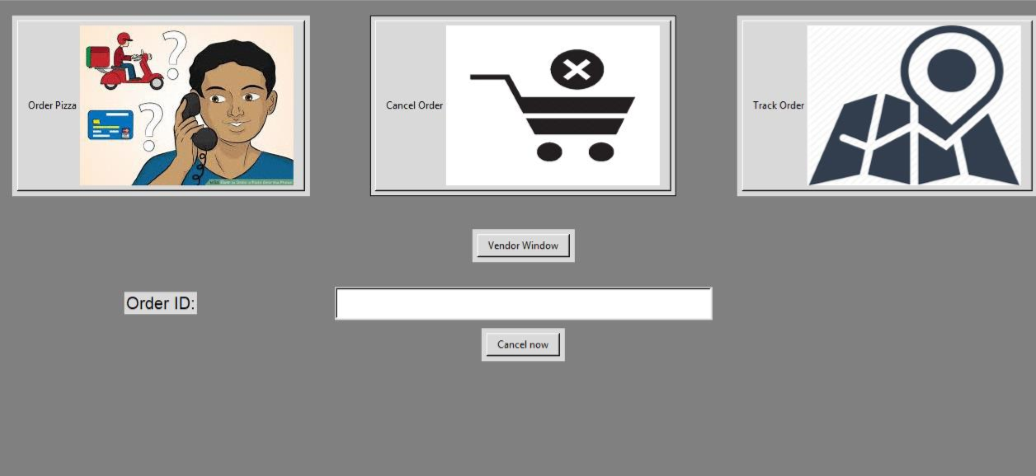 Order Pizza
Cancel Order
Track Order
Vendor Window
Order ID:
Cancel now